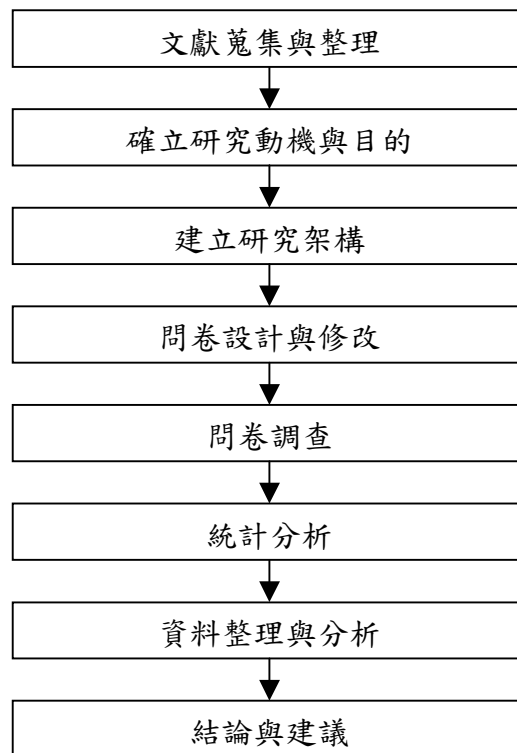 文獻蒐集與整理
確立研究動機與目的
建立研究架構
問卷設計與修改
問卷調查
統計分析
資料整理與分析
結論與建議